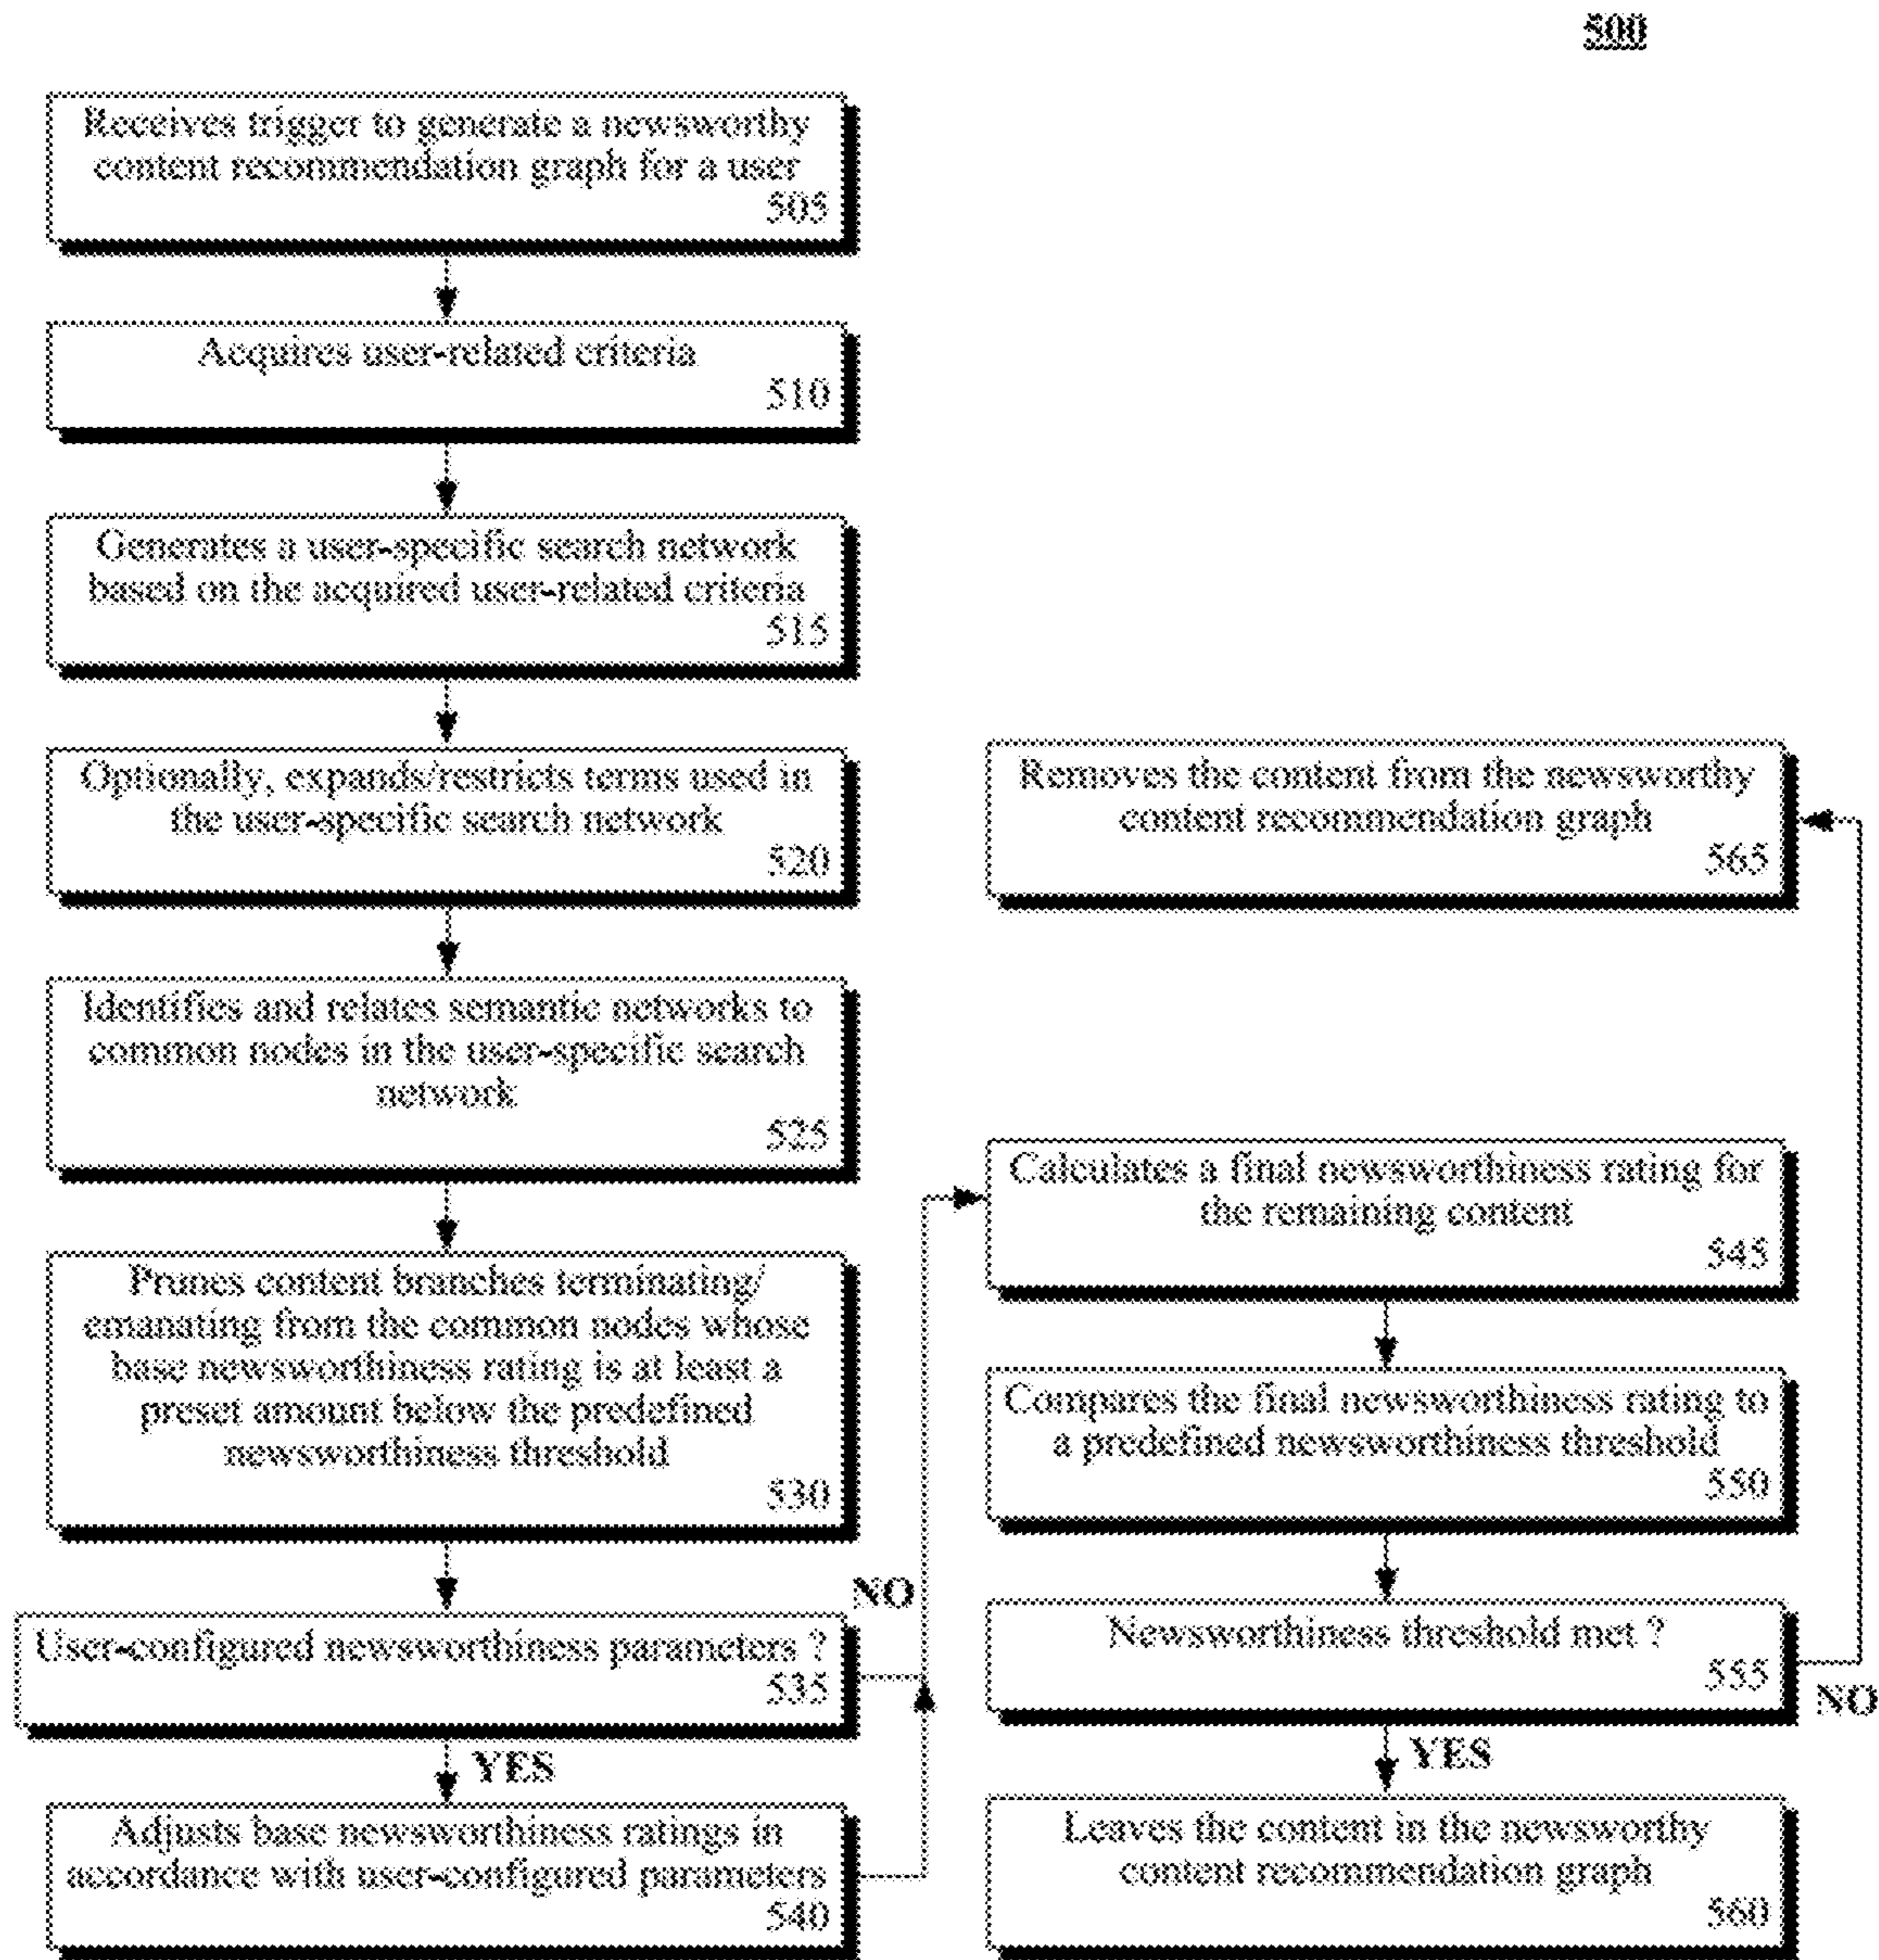 500
Receives trigger to generate a newsworthy
content recommendation graph for a user
505
Acquires user-related criteria
510
Generates a user-specific search network
based on the acquired user-related criteria
515
Optionally, expands/restricts terms used in
the user-specific search network
520
Identifies and relates semantic networks to
common nodes in the user-specific search
network
525
Prunes content branches terminating/
emanating from the common nodes whose
base newsworthiness rating is at least a
preset amount below the predefined
newsworthiness threshold
530
User-configured newsworthiness parameters ?
535
NO
YES
Adjusts base newsworthiness ratings in
accordance with user-configured parameters
540
Removes the content from the newsworthy
content recommendation graph
565
Calculates a final newsworthiness rating for
the remaining content
545
Compares the final newsworthiness rating to
a predefined newsworthiness threshold
550
Newsworthiness threshold met ?
555
NO
YES
Leaves the content in the newsworthy
content recommendation graph
560